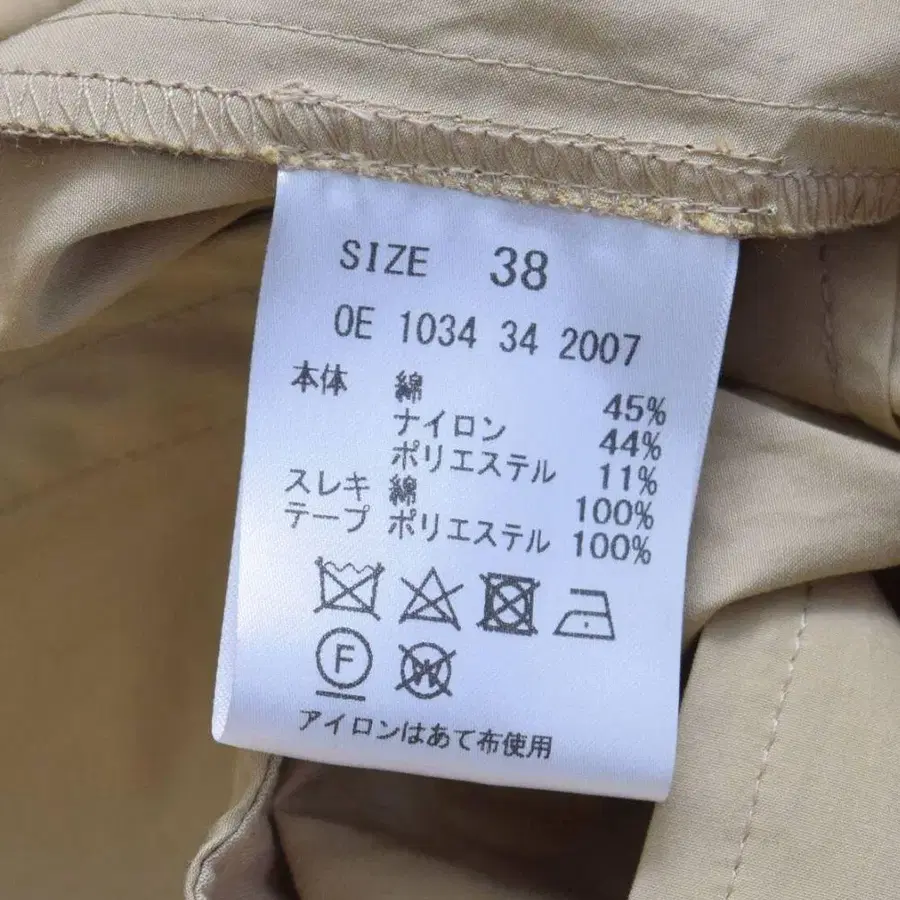 SIZE 38
OE 1034 34 2007
本体 綿 45%
ナイロン 44%
ポリエステル 11%
スレキ 綿 100%
テープ ポリエステル 100%
F W
アイロンはあて布使用